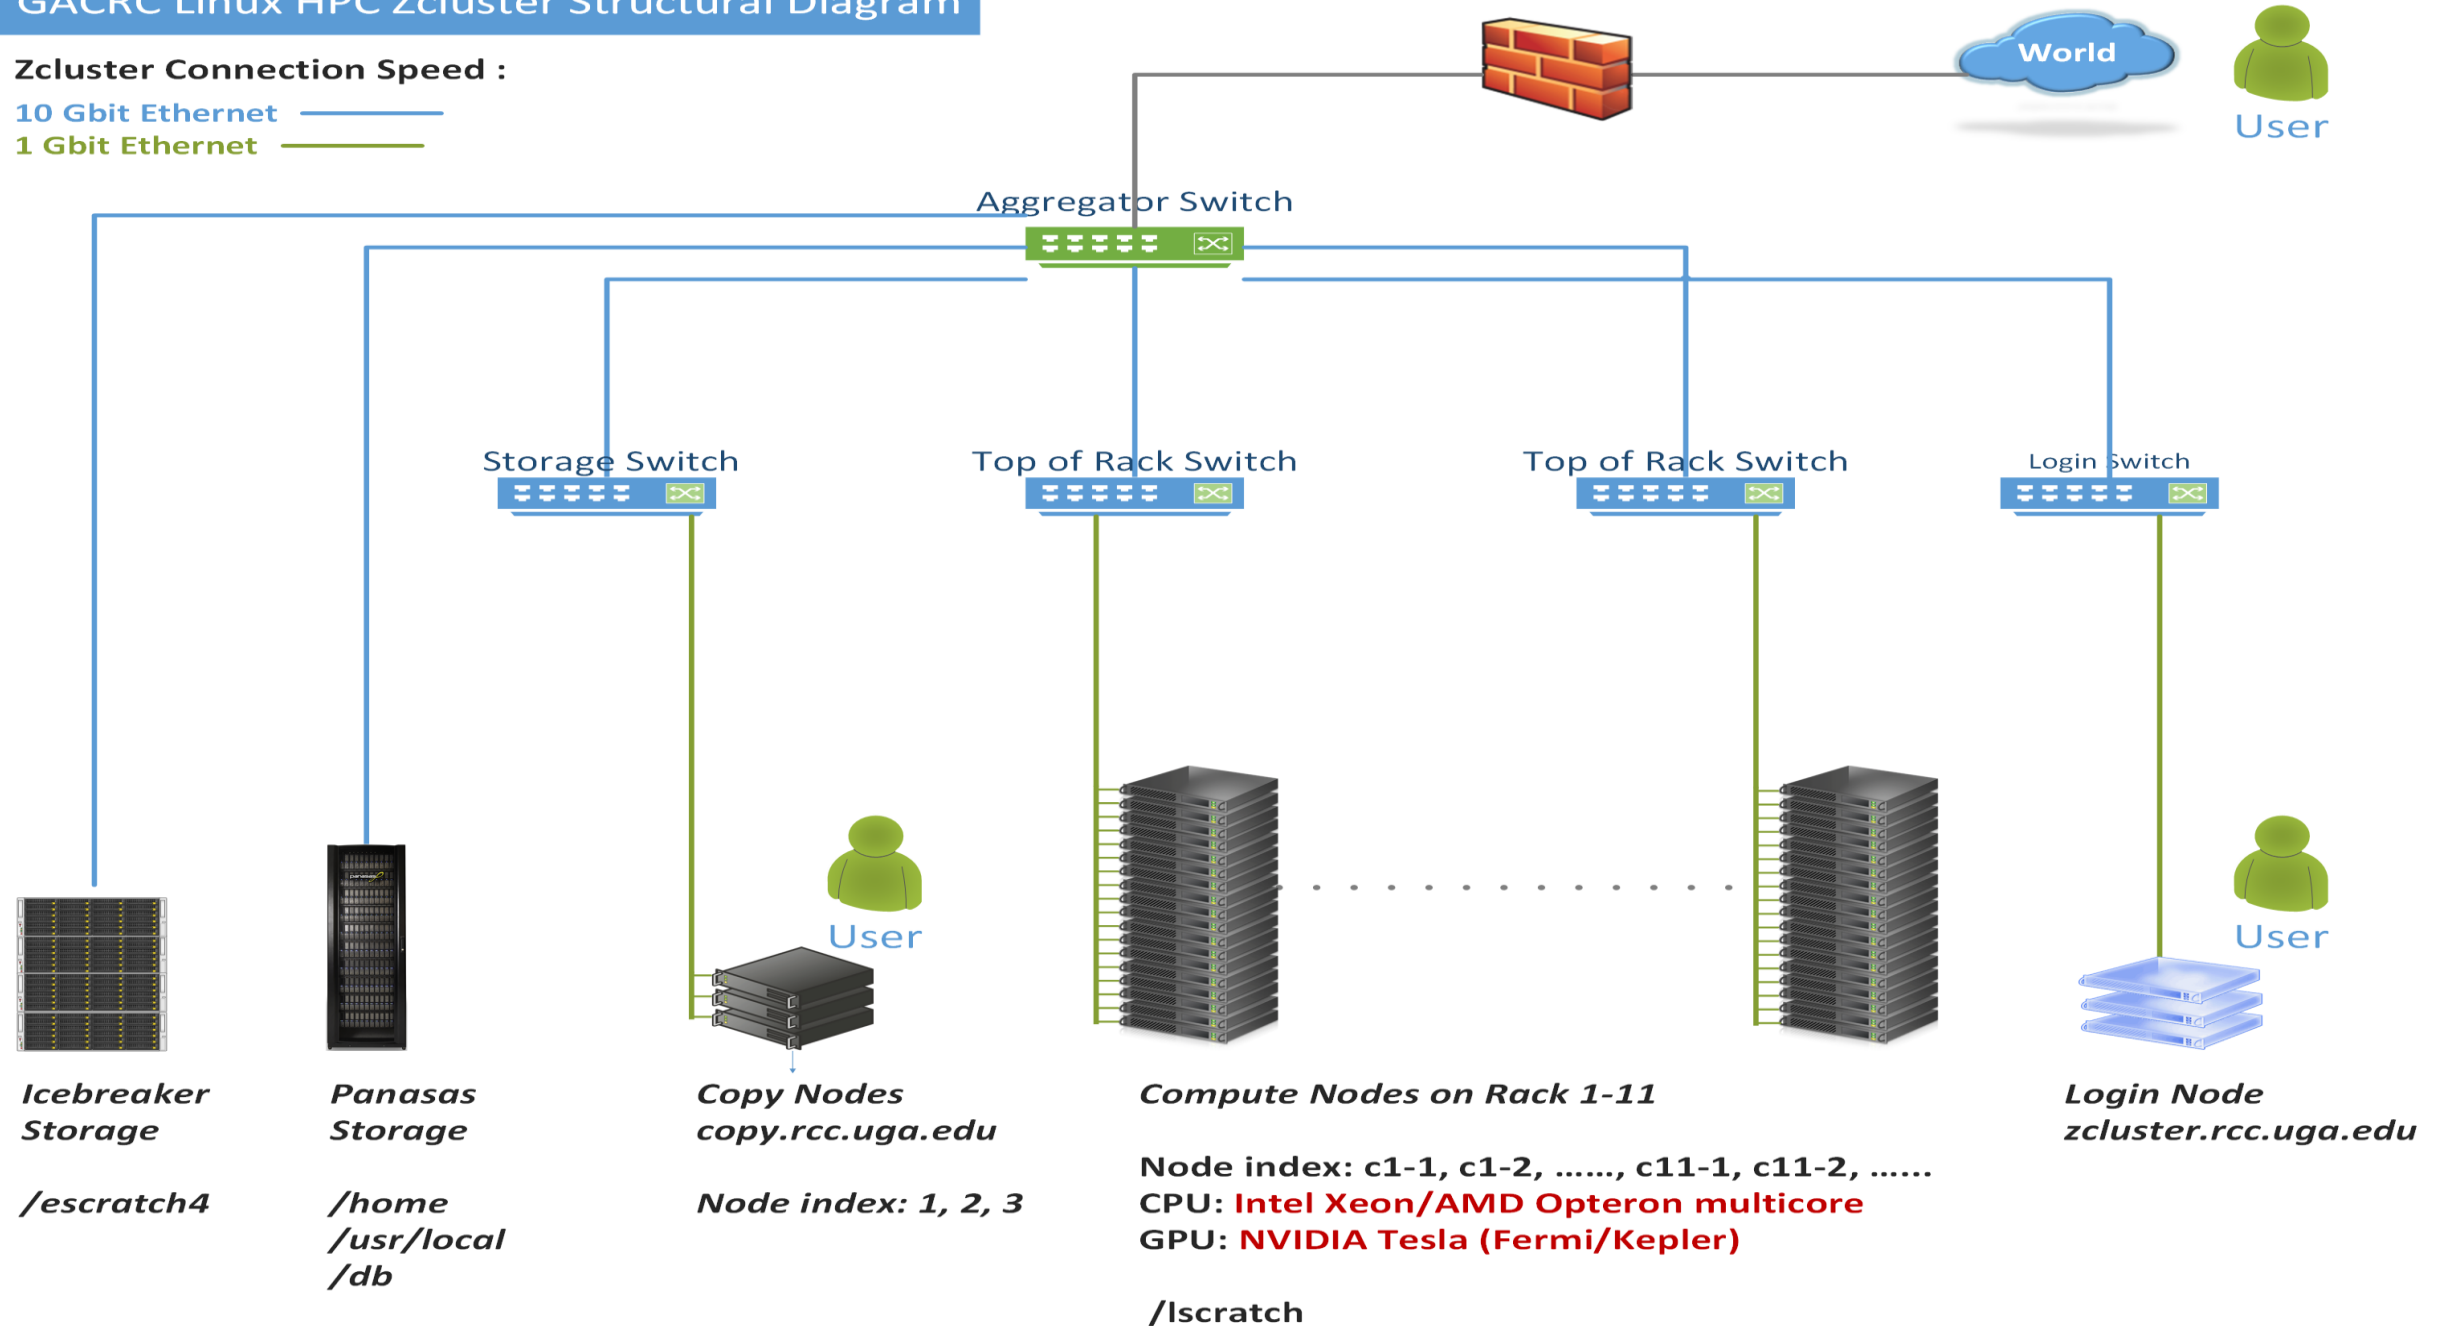 GACRC Linux HPC Zcluster Structural Diagram
Zcluster Connection Speed :
10 Gbit Ethernet
1 Gbit Ethernet
World
User
Aggregator Switch
Storage Switch
Top of Rack Switch
Top of Rack Switch
Login Switch
panasas
User
User
Icebreaker
Storage
/escratch4
Panasas
Storage
/home
/usr/local
/db
Copy Nodes
copy.rcc.uga.edu
Node index: 1, 2, 3
Compute Nodes on Rack 1-11
Node index: c1-1, c1-2, ......, c11-1, c11-2, ......
CPU: Intel Xeon/AMD Opteron multicore
GPU: NVIDIA Tesla (Fermi/Kepler)
/lscratch
Login Node
zcluster.rcc.uga.edu